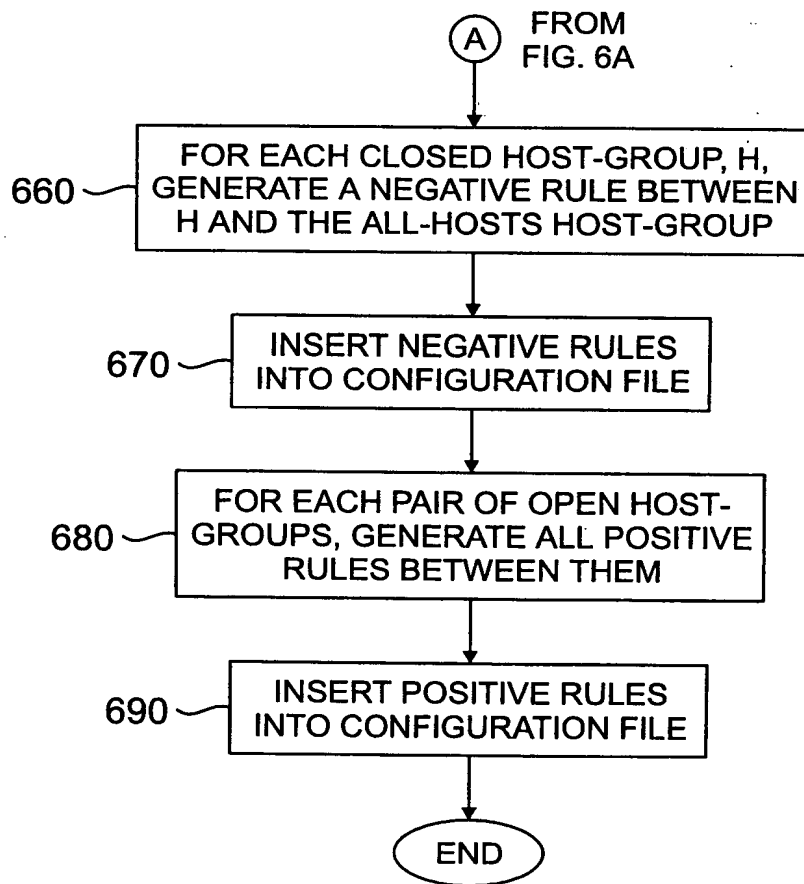 A
FROM
FIG. 6A
660
FOR EACH CLOSED HOST-GROUP, H,
GENERATE A NEGATIVE RULE BETWEEN
H AND THE ALL-HOSTS HOST-GROUP
670
INSERT NEGATIVE RULES
INTO CONFIGURATION FILE
680
FOR EACH PAIR OF OPEN HOST-
GROUPS, GENERATE ALL POSITIVE
RULES BETWEEN THEM
690
INSERT POSITIVE RULES
INTO CONFIGURATION FILE
END